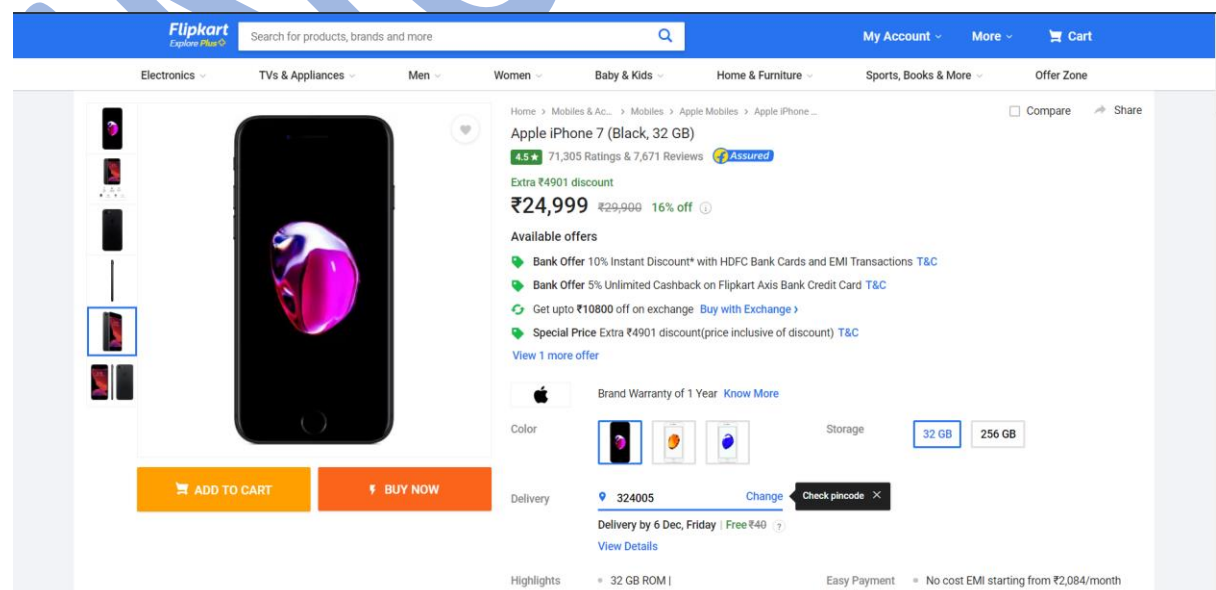 Flipkart
Explore Plus
Search for products, brands and more
My Account
More
Cart
Electronics
TVs & Appliances
Men
Women
Baby & Kids
Home & Furniture
Sports, Books & More
Offer Zone
Home > Mobiles & Ac... > Mobiles > Apple Mobiles > Apple iPhone ...
Compare
Share
Apple iPhone 7 (Black, 32 GB)
4.5 ★ 71,305 Ratings & 7,671 Reviews
f Assured
Extra ₹4901 discount
₹24,999 ₹29,900 16% off
Available offers
Bank Offer 10% Instant Discount* with HDFC Bank Cards and EMI Transactions T&C
Bank Offer 5% Unlimited Cashback on Flipkart Axis Bank Credit Card T&C
Get upto ₹10800 off on exchange Buy with Exchange >
Special Price Extra ₹4901 discount(price inclusive of discount) T&C
View 1 more offer
Brand Warranty of 1 Year Know More
Color
Storage
32 GB
256 GB
ADD TO CART
BUY NOW
Delivery
324005
Change
Check pincode ×
Delivery by 6 Dec, Friday | Free ₹40 ?
View Details
Highlights
32 GB ROM |
Easy Payment
No cost EMI starting from ₹2,084/month